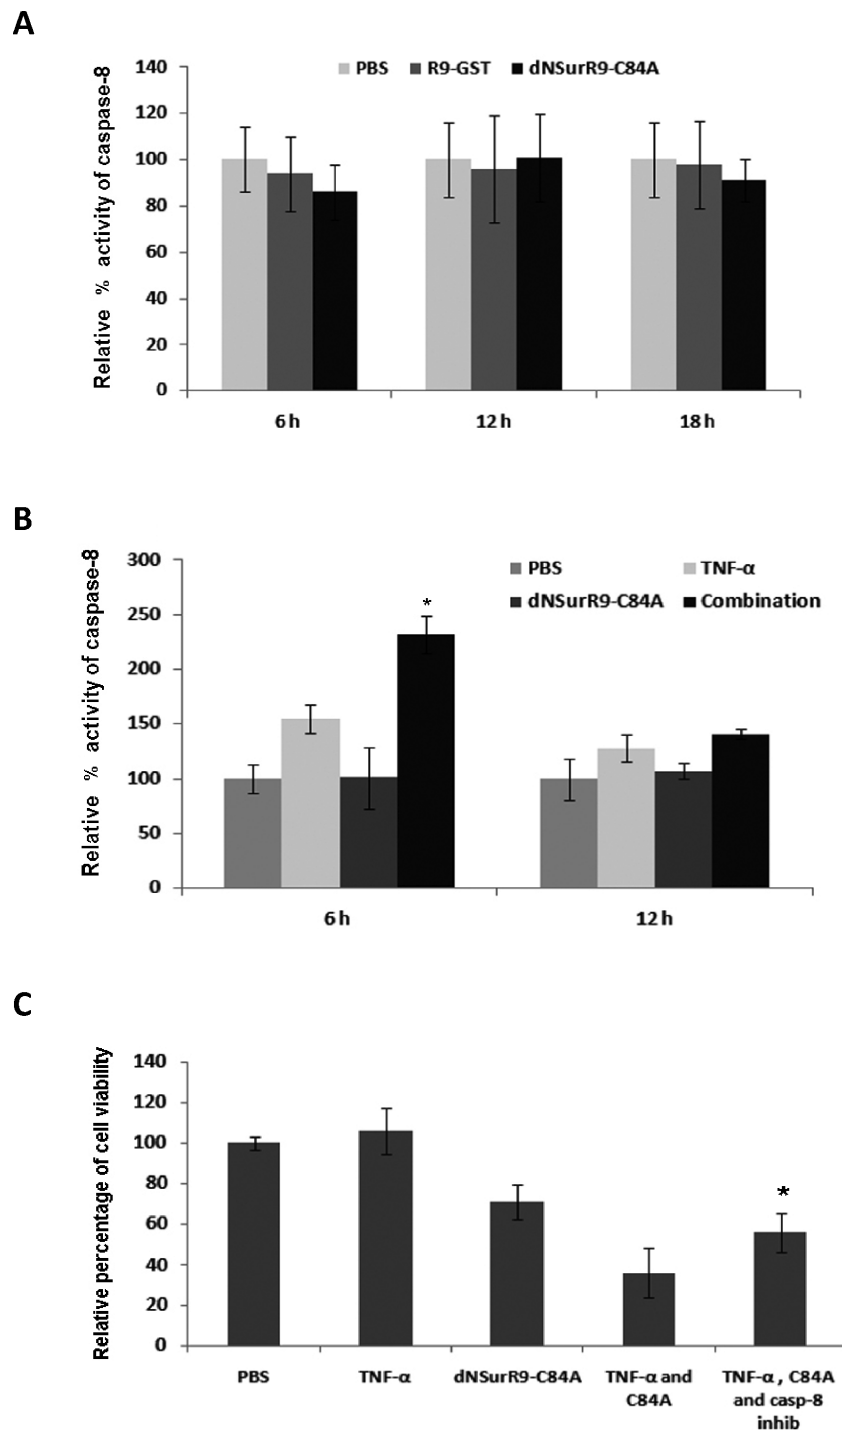 A
Relative % activity of caspase-8
PBS R9-GST dNSurR9-C84A
140
120
100
80
60
40
20
0
6 h 12 h 18 h
B
Relative % activity of caspase-8
PBS TNF-α
dNSurR9-C84A Combination
300
250
200
150
100
50
0
*
6 h 12 h
C
Relative percentage of cell viability
140
120
100
80
60
40
20
0
*
PBS TNF-α dNSurR9-C84A TNF-α and TNF-α , C84A
C84A and casp-8
inhib